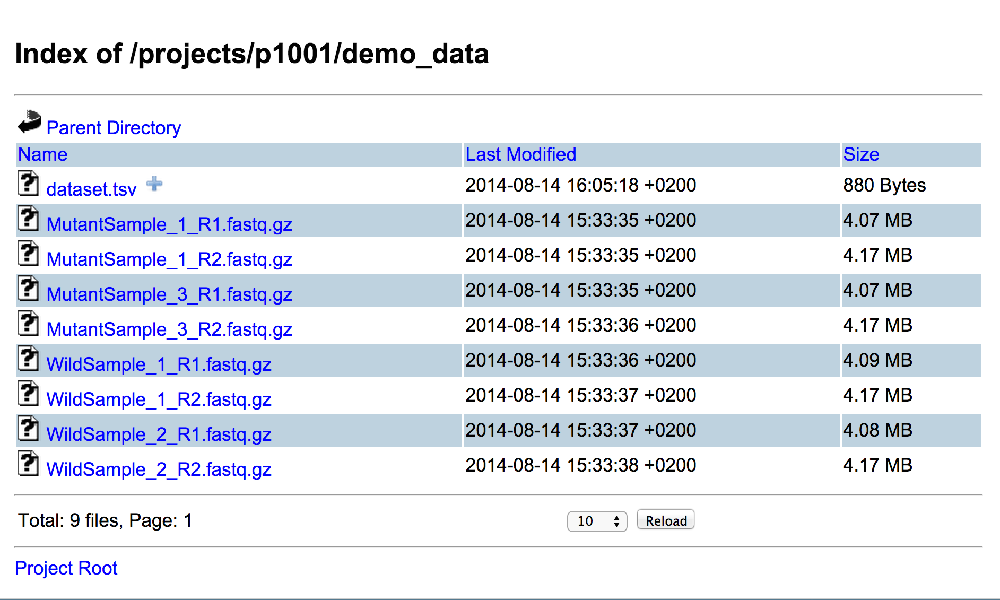 Index of /projects/p1001/demo_data
Parent Directory
Name Last Modified Size
dataset.tsv 2014-08-14 16:05:18 +0200 880 Bytes
MutantSample_1_R1.fastq.gz 2014-08-14 15:33:35 +0200 4.07 MB
MutantSample_1_R2.fastq.gz 2014-08-14 15:33:35 +0200 4.17 MB
MutantSample_3_R1.fastq.gz 2014-08-14 15:33:35 +0200 4.07 MB
MutantSample_3_R2.fastq.gz 2014-08-14 15:33:36 +0200 4.17 MB
WildSample_1_R1.fastq.gz 2014-08-14 15:33:36 +0200 4.09 MB
WildSample_1_R2.fastq.gz 2014-08-14 15:33:37 +0200 4.17 MB
WildSample_2_R1.fastq.gz 2014-08-14 15:33:37 +0200 4.08 MB
WildSample_2_R2.fastq.gz 2014-08-14 15:33:38 +0200 4.17 MB
Total: 9 files, Page: 1 10 Reload
Project Root